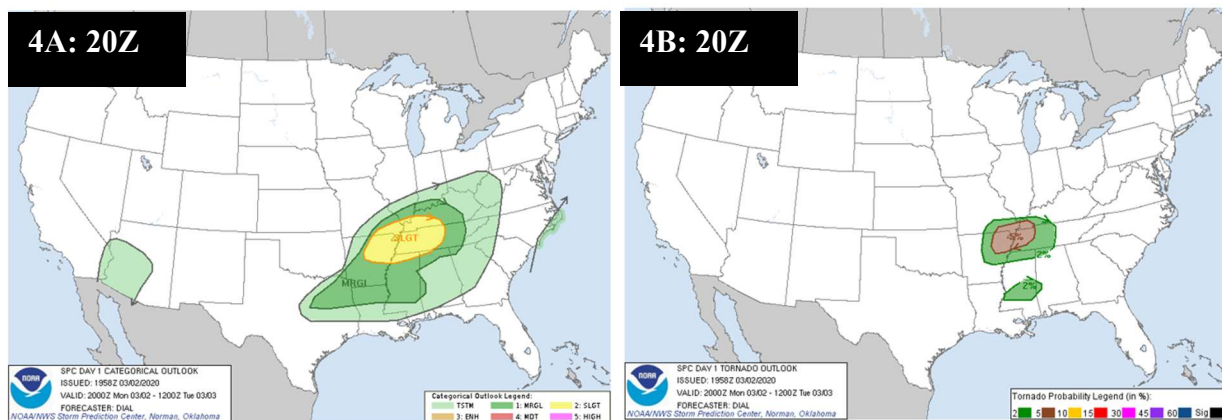 4A: 20Z
SLGT
MRGL
NOAA
SPC DAY 1 CATEGORICAL OUTLOOK
ISSUED: 1958Z 03/02/2020
VALID: 2000Z Mon 03/02 - 1200Z Tue 03/03
FORECASTER: DIAL
NOAA/NWS Storm Prediction Center, Norman, Oklahoma
Categorical Outlook Legend:
TSTM 1: MRGL 2: SLGT
3: ENH 4: MDT 5: HIGH
4B: 20Z
5%
2%
2%
NOAA
SPC DAY 1 TORNADO OUTLOOK
ISSUED: 1958Z 03/02/2020
VALID: 2000Z Mon 03/02 - 1200Z Tue 03/03
FORECASTER: DIAL
NOAA/NWS Storm Prediction Center, Norman, Oklahoma
Tornado Probability Legend (in %):
2 5 10 15 30 45 60 Sig